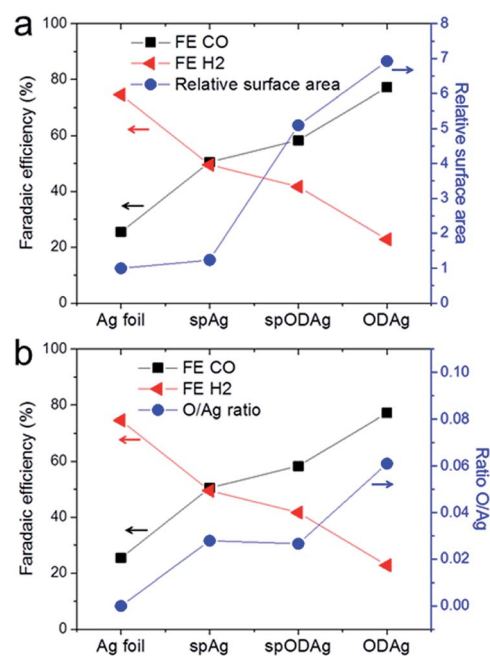 a
100
80
60
40
20
0
Faradaic efficiency (%)
FE CO
FE H2
Relative surface area
8
7
6
5
4
3
2
1
0
Relative surface area
Ag foil spAg spODAg ODAg
b
100
80
60
40
20
0
Faradaic efficiency (%)
FE CO
FE H2
O/Ag ratio
0.10
0.08
0.06
0.04
0.02
0.00
Ratio O/Ag
Ag foil spAg spODAg ODAg